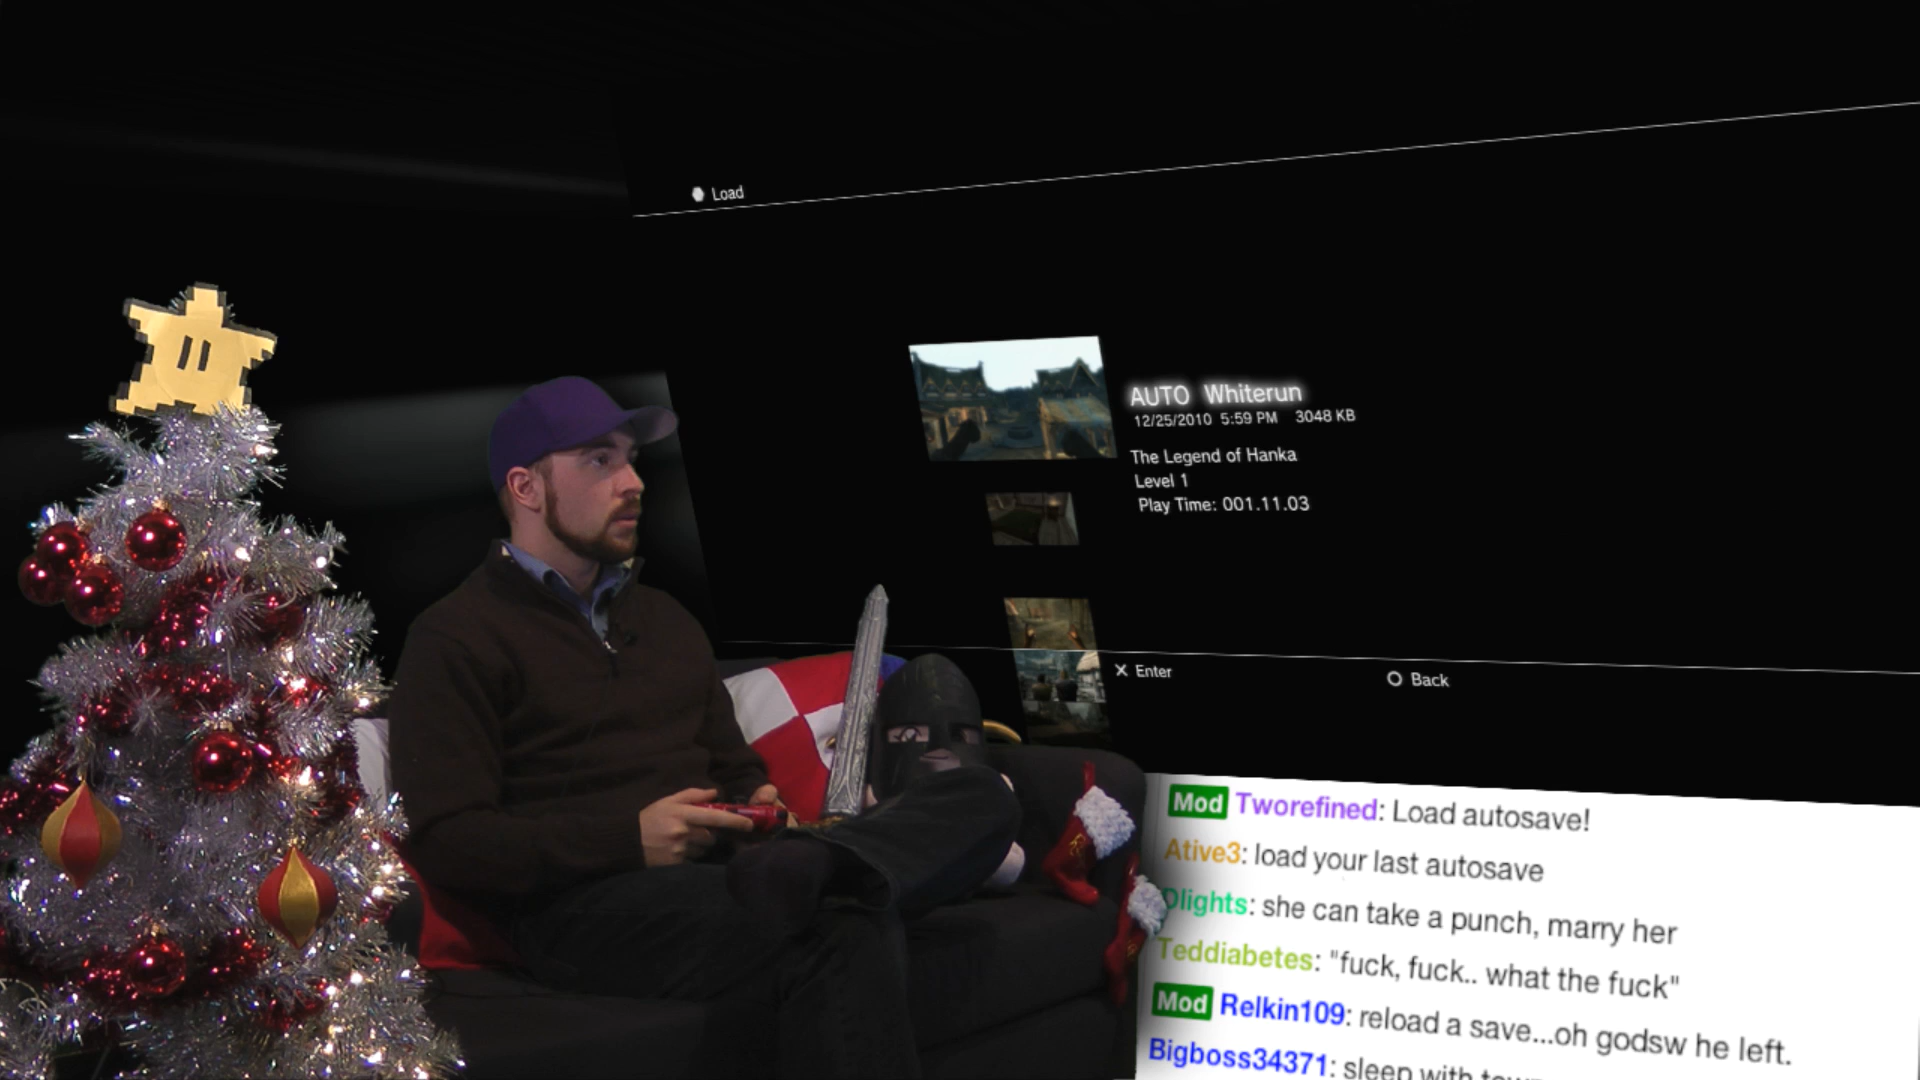 Load
AUTO Whiterun
12/25/2010 5:59 PM 3048 KB
The Legend of Hanka
Level 1
Play Time: 001.11.03
X Enter
O Back
Mod Tworefined: Load autosave!
Ative3: load your last autosave
Dlights: she can take a punch, marry her
Teddiabetes: "fuck, fuck.. what the fuck"
Mod Relkin109: reload a save...oh godsw he left.
Bigboss34371: sleep with